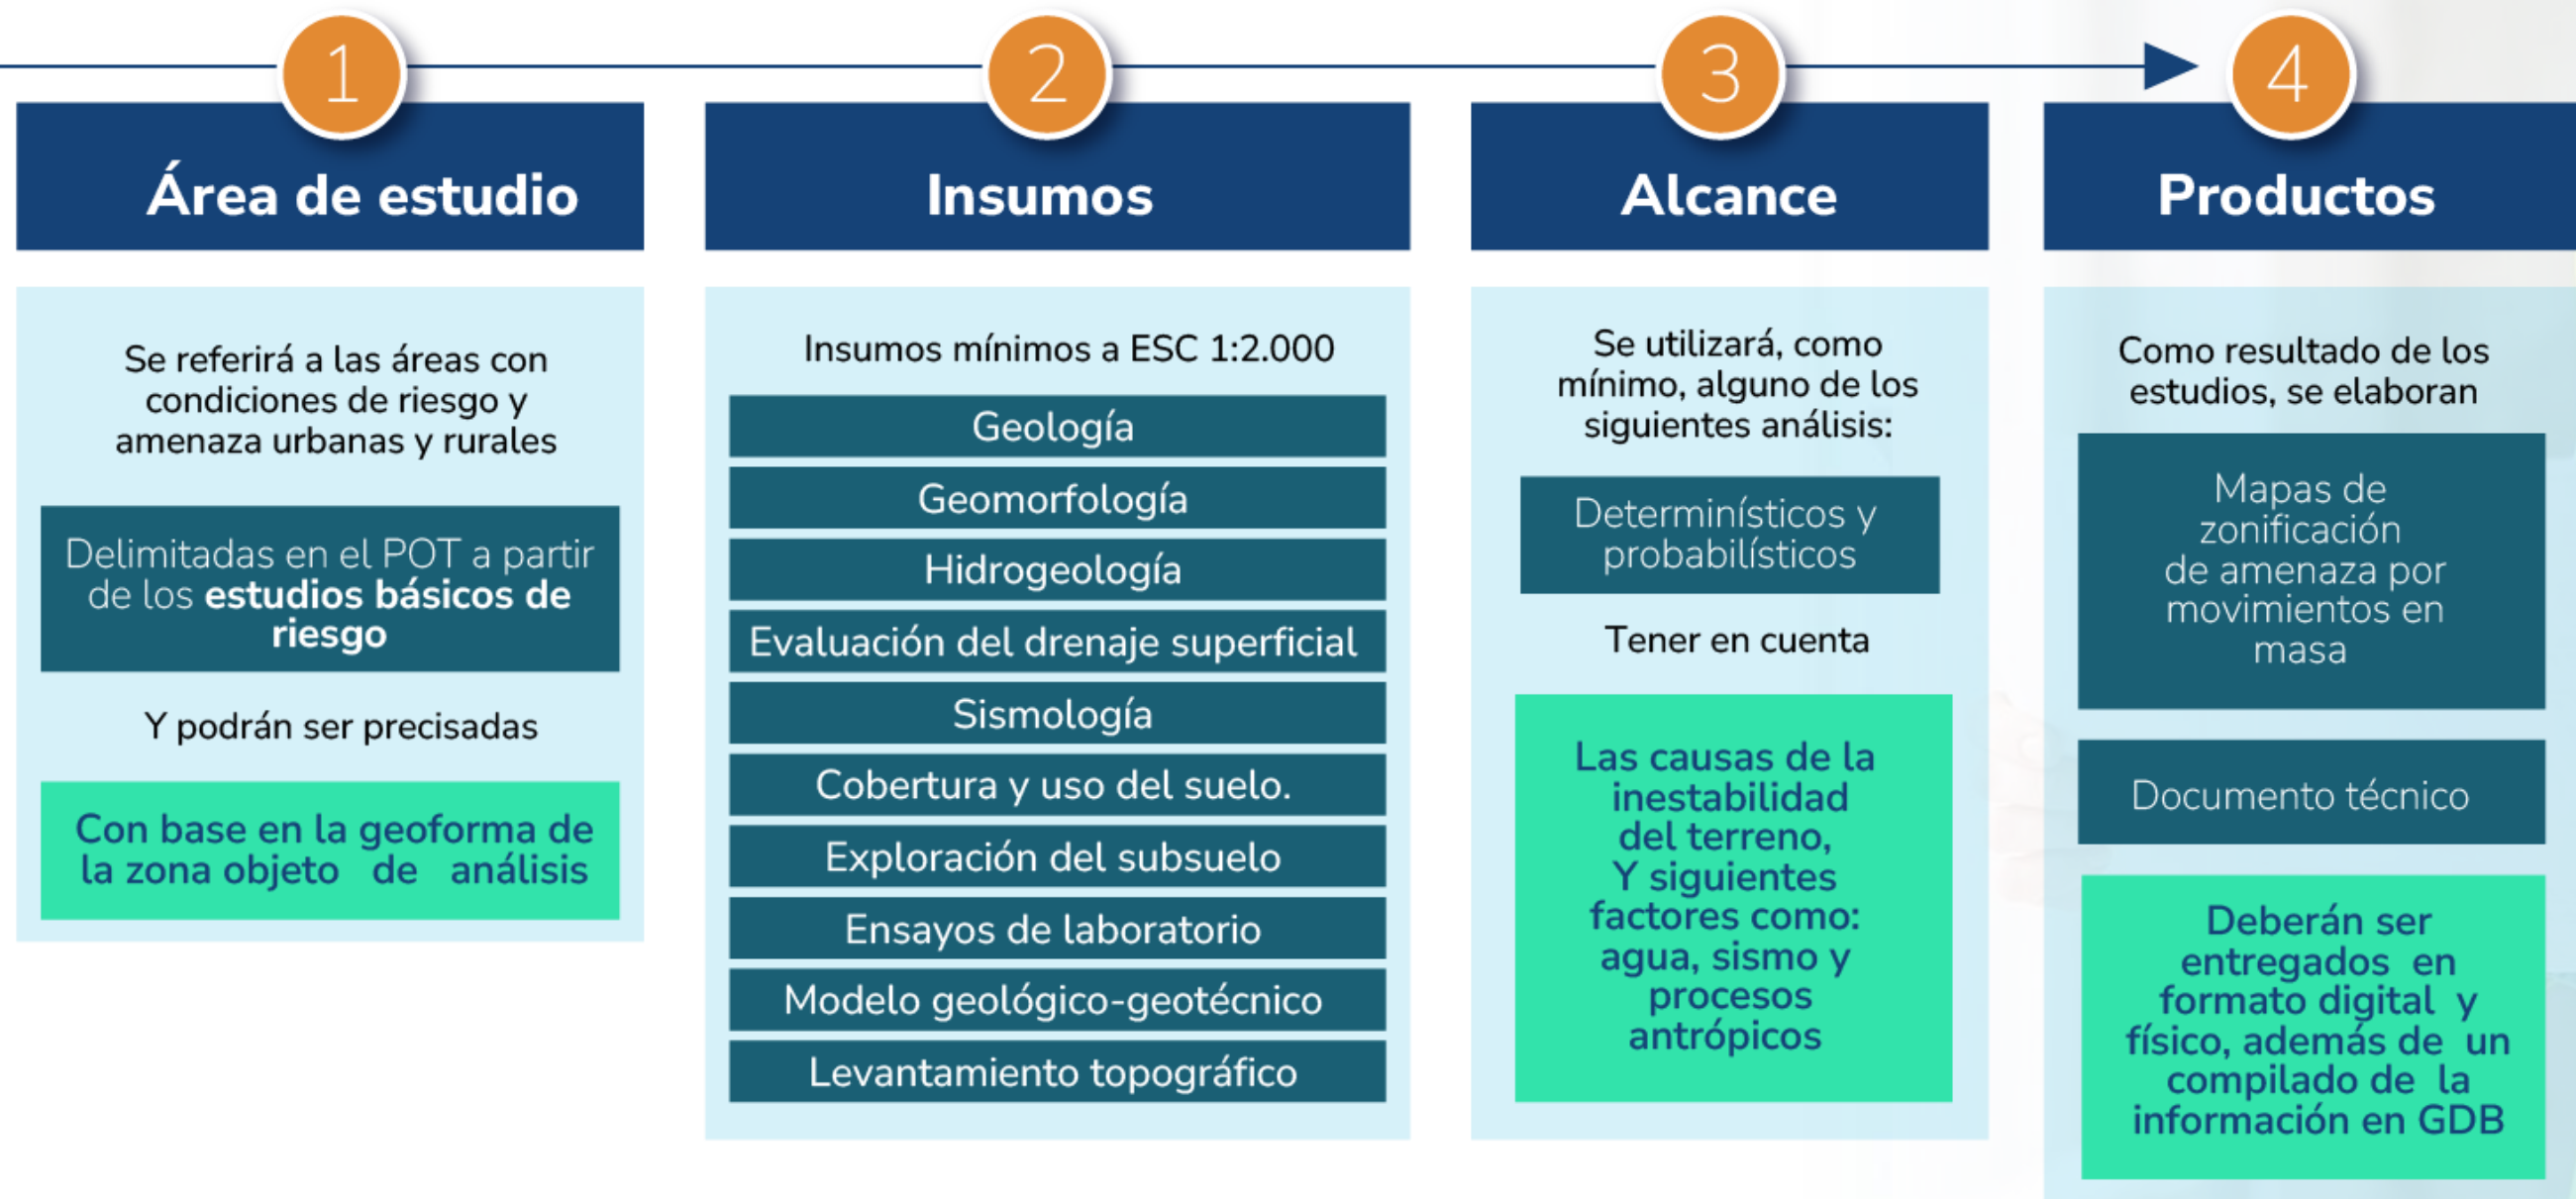 1
Área de estudio
Se referirá a las áreas con
condiciones de riesgo y
amenaza urbanas y rurales
Delimitadas en el POT a partir
de los estudios básicos de
riesgo
Y podrán ser precisadas
Con base en la geoforma de
la zona objeto de análisis
2
Insumos
Insumos mínimos a ESC 1:2.000
Geología
Geomorfología
Hidrogeología
Evaluación del drenaje superficial
Sismología
Cobertura y uso del suelo.
Exploración del subsuelo
Ensayos de laboratorio
Modelo geológico-geotécnico
Levantamiento topográfico
3
Alcance
Se utilizará, como
mínimo, alguno de los
siguientes análisis:
Determinísticos y
probabilísticos
Tener en cuenta
Las causas de la
inestabilidad
del terreno,
Y siguientes
factores como:
agua, sismo y
procesos
antrópicos
4
Productos
Como resultado de los
estudios, se elaboran
Mapas de
zonificación
de amenaza por
movimientos en
masa
Documento técnico
Deberán ser
entregados en
formato digital y
físico, además de un
compilado de la
información en GDB